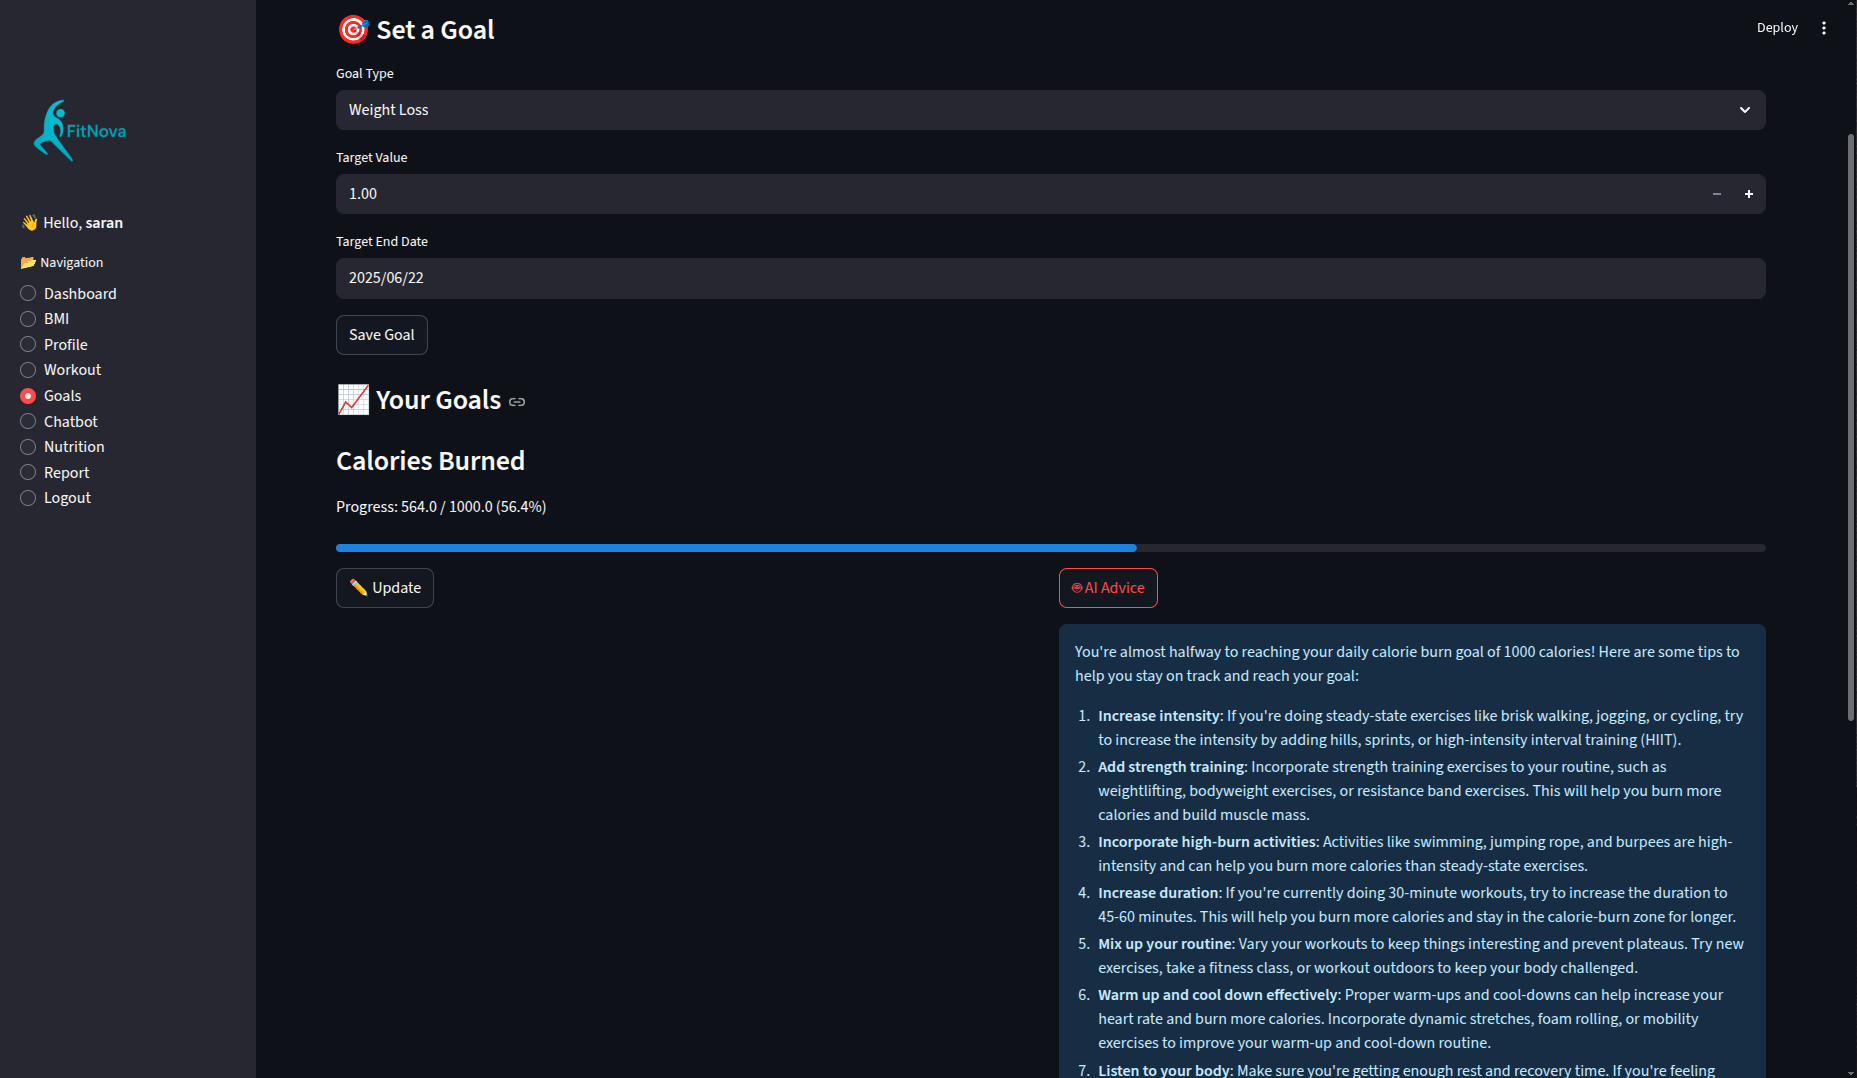 FitNova
👋 Hello, saran
📂 Navigation
Dashboard
BMI
Profile
Workout
Goals
Chatbot
Nutrition
Report
Logout
Deploy
🎯 Set a Goal
Goal Type
Weight Loss
Target Value
1.00
Target End Date
2025/06/22
Save Goal
📈 Your Goals
Calories Burned
Progress: 564.0 / 1000.0 (56.4%)
✏️ Update
AI Advice
You're almost halfway to reaching your daily calorie burn goal of 1000 calories! Here are some tips to
help you stay on track and reach your goal:
1. Increase intensity: If you're doing steady-state exercises like brisk walking, jogging, or cycling, try
to increase the intensity by adding hills, sprints, or high-intensity interval training (HIIT).
2. Add strength training: Incorporate strength training exercises to your routine, such as
weightlifting, bodyweight exercises, or resistance band exercises. This will help you burn more
calories and build muscle mass.
3. Incorporate high-burn activities: Activities like swimming, jumping rope, and burpees are high-
intensity and can help you burn more calories than steady-state exercises.
4. Increase duration: If you're currently doing 30-minute workouts, try to increase the duration to
45-60 minutes. This will help you burn more calories and stay in the calorie-burn zone for longer.
5. Mix up your routine: Vary your workouts to keep things interesting and prevent plateaus. Try new
exercises, take a fitness class, or workout outdoors to keep your body challenged.
6. Warm up and cool down effectively: Proper warm-ups and cool-downs can help increase your
heart rate and burn more calories. Incorporate dynamic stretches, foam rolling, or mobility
exercises to improve your warm-up and cool-down routine.
7. Listen to your body: Make sure you're getting enough rest and recovery time. If you're feeling